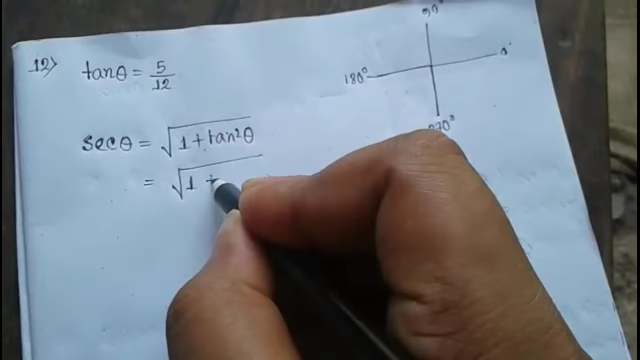 90°
12) tanθ = 5/12
0°
180°
270°
secθ = √1 + tan²θ
= √1 +